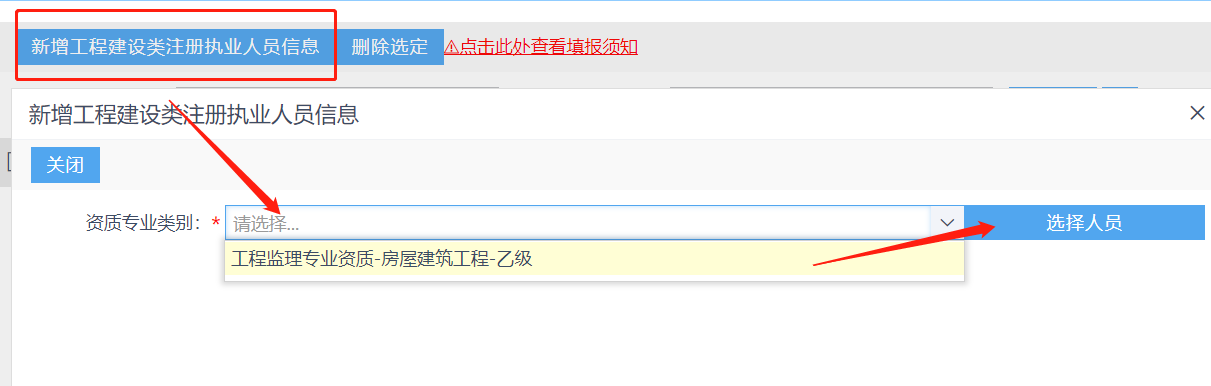 新增工程建设类注册执业人员信息 删除选定 ⚠点击此处查看填报须知
新增工程建设类注册执业人员信息
关闭
资质专业类别：* 请选择... 选择人员
工程监理专业资质-房屋建筑工程-乙级